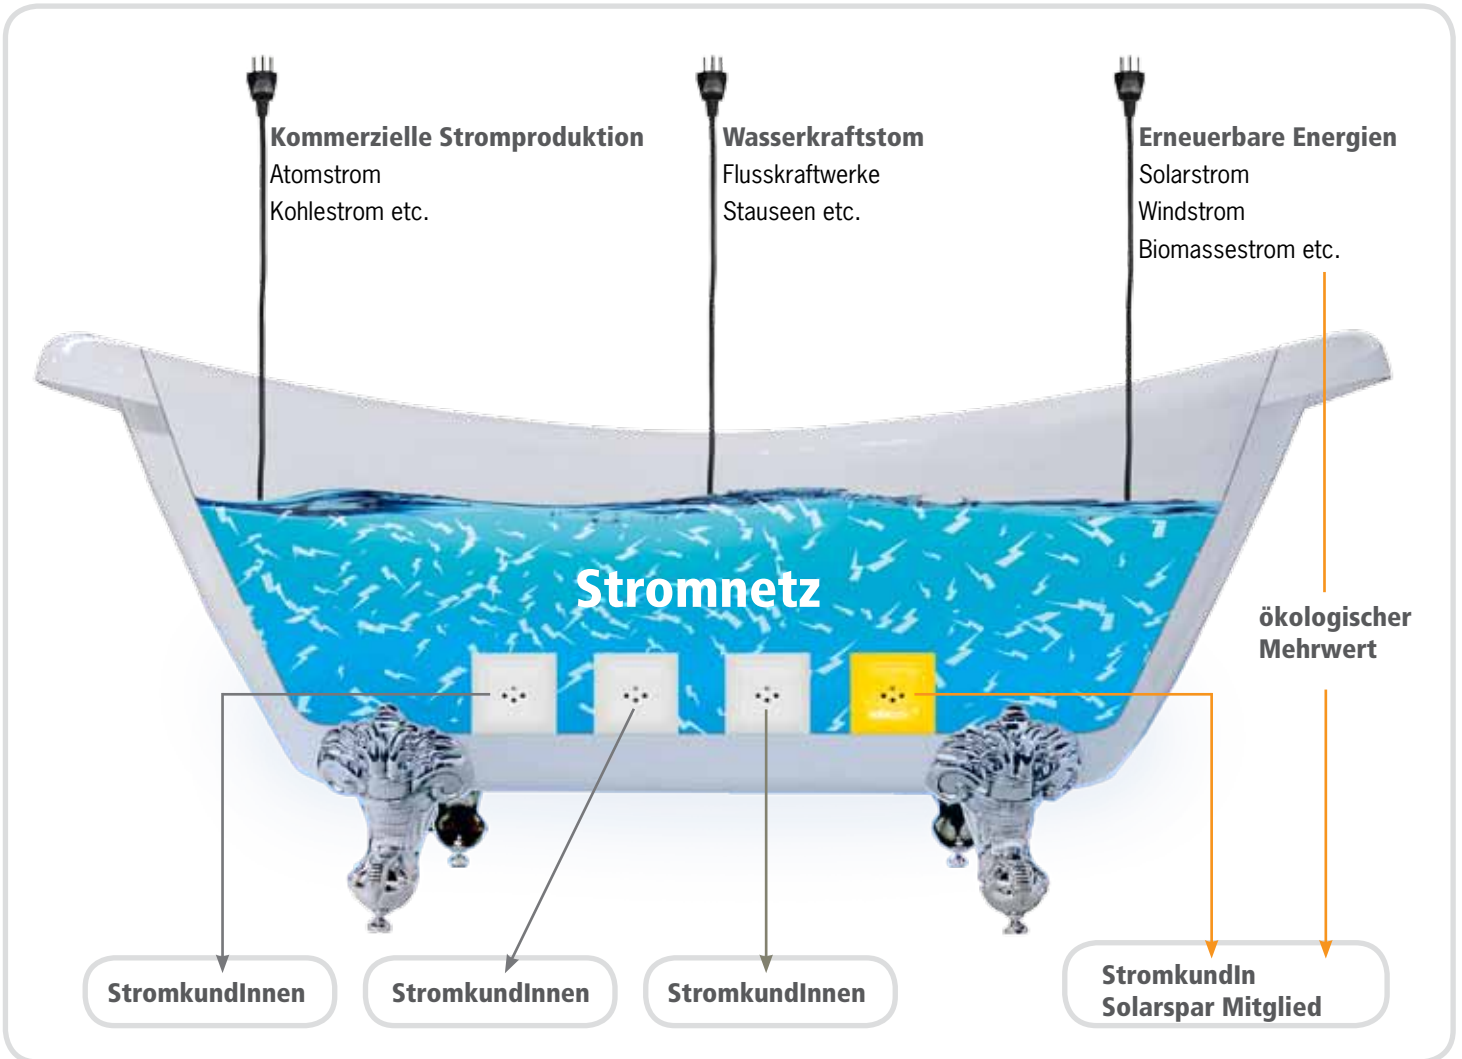 Kommerzielle Stromproduktion
Atomstrom
Kohlestrom etc.
Wasserkraftstom
Flusskraftwerke
Stauseen etc.
Erneuerbare Energien
Solarstrom
Windstrom
Biomassestrom etc.
Stromnetz
ökologischer
Mehrwert
StromkundInnen
StromkundInnen
StromkundInnen
StromkundIn
Solarspar Mitglied